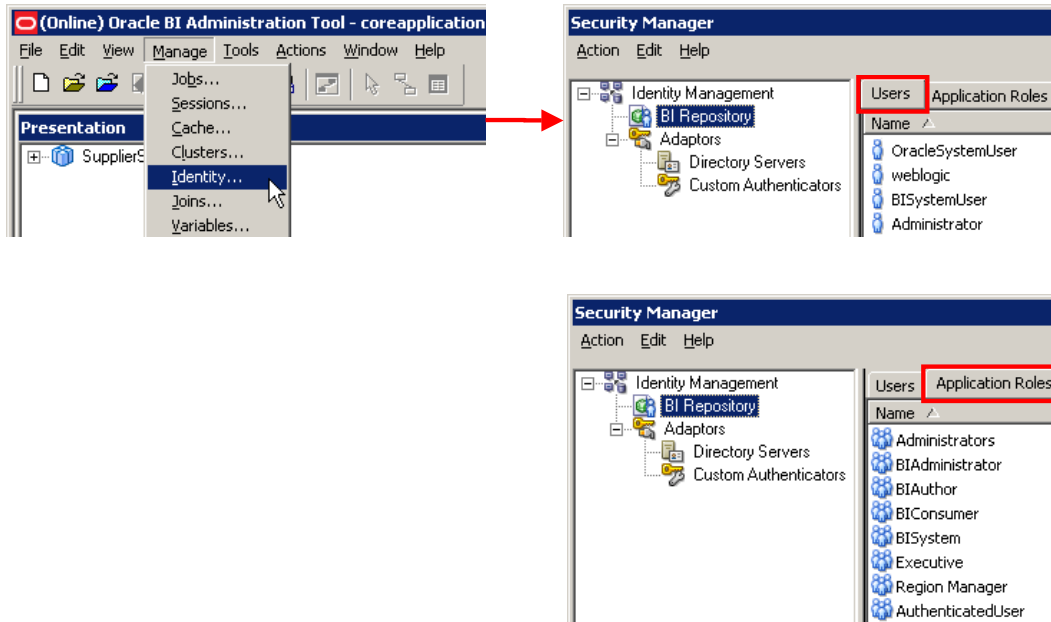 (Online) Oracle BI Administration Tool - coreapplication
File Edit View Manage Tools Actions Window Help
Jobs...
Sessions...
Cache...
Clusters...
Identity...
Joins...
Variables...
Presentation
SupplierS
Security Manager
Action Edit Help
Identity Management
BI Repository
Adaptors
Directory Servers
Custom Authenticators
Users Application Roles
Name
OracleSystemUser
weblogic
BISystemUser
Administrator
Security Manager
Action Edit Help
Identity Management
BI Repository
Adaptors
Directory Servers
Custom Authenticators
Users Application Roles
Name
Administrators
BIAdministrator
BIAuthor
BIConsumer
BISystem
Executive
Region Manager
AuthenticatedUser